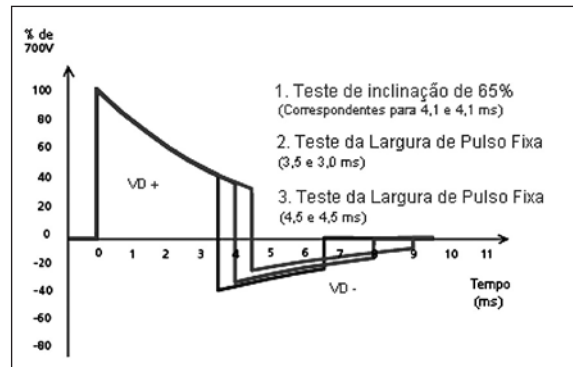 % de
700V
100
80
60
40
20
0
-20
-40
-60
-80
1. Teste de inclinação de 65%
(Correspondentes para 4,1 e 4,1 ms)
2. Teste da Largura de Pulso Fixa
(3,5 e 3,0 ms)
3. Teste da Largura de Pulso Fixa
(4,5 e 4,5 ms)
VD +
VD -
0 1 2 3 4 5 6 7 8 9 10 11
Tempo
(ms)